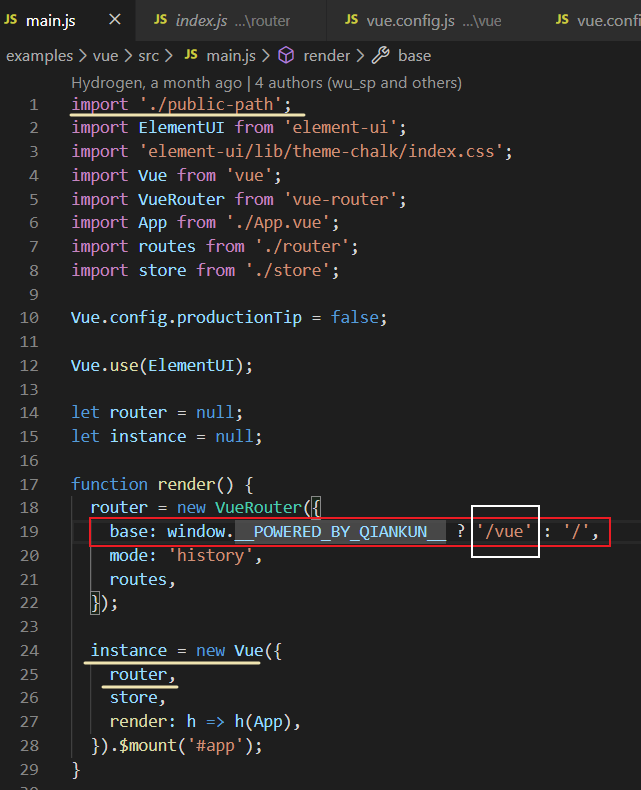 JS main.js × JS index.js ...\router JS vue.config.js ...\vue JS vue.confi
examples > vue > src > JS main.js > render > base
Hydrogen, a month ago | 4 authors (wu_sp and others)
1 import './public-path';
2 import ElementUI from 'element-ui';
3 import 'element-ui/lib/theme-chalk/index.css';
4 import Vue from 'vue';
5 import VueRouter from 'vue-router';
6 import App from './App.vue';
7 import routes from './router';
8 import store from './store';
9
10 Vue.config.productionTip = false;
11
12 Vue.use(ElementUI);
13
14 let router = null;
15 let instance = null;
16
17 function render() {
18 router = new VueRouter({
19 base: window.__POWERED_BY_QIANKUN__ ? '/vue' : '/',
20 mode: 'history',
21 routes,
22 });
23
24 instance = new Vue({
25 router,
26 store,
27 render: h => h(App),
28 }).$mount('#app');
29 }